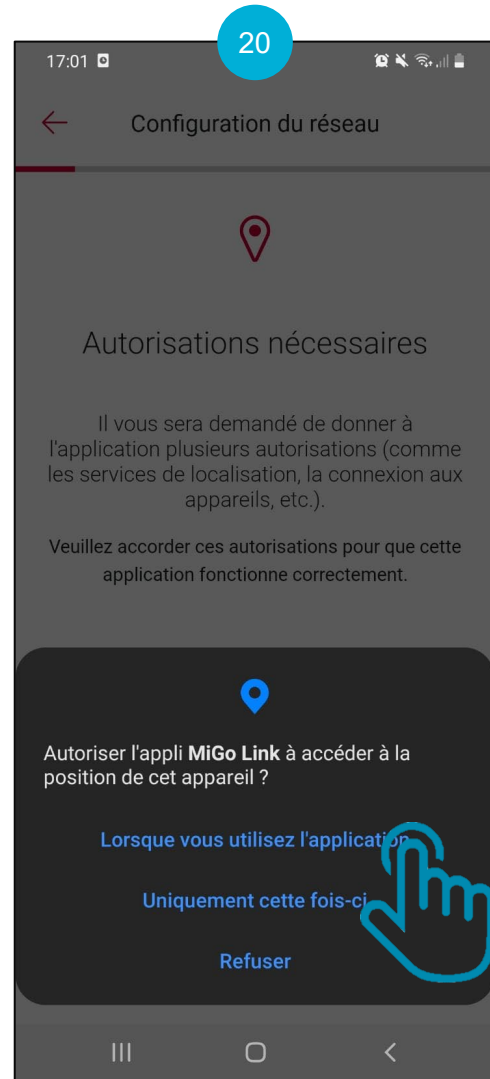 20
17:01
Configuration du réseau
Autorisations nécessaires
Il vous sera demandé de donner à
l'application plusieurs autorisations (comme
les services de localisation, la connexion aux
appareils, etc.).
Veuillez accorder ces autorisations pour que cette
application fonctionne correctement.
Autoriser l'appli MiGo Link à accéder à la
position de cet appareil ?
Lorsque vous utilisez l'application
Uniquement cette fois-ci
Refuser